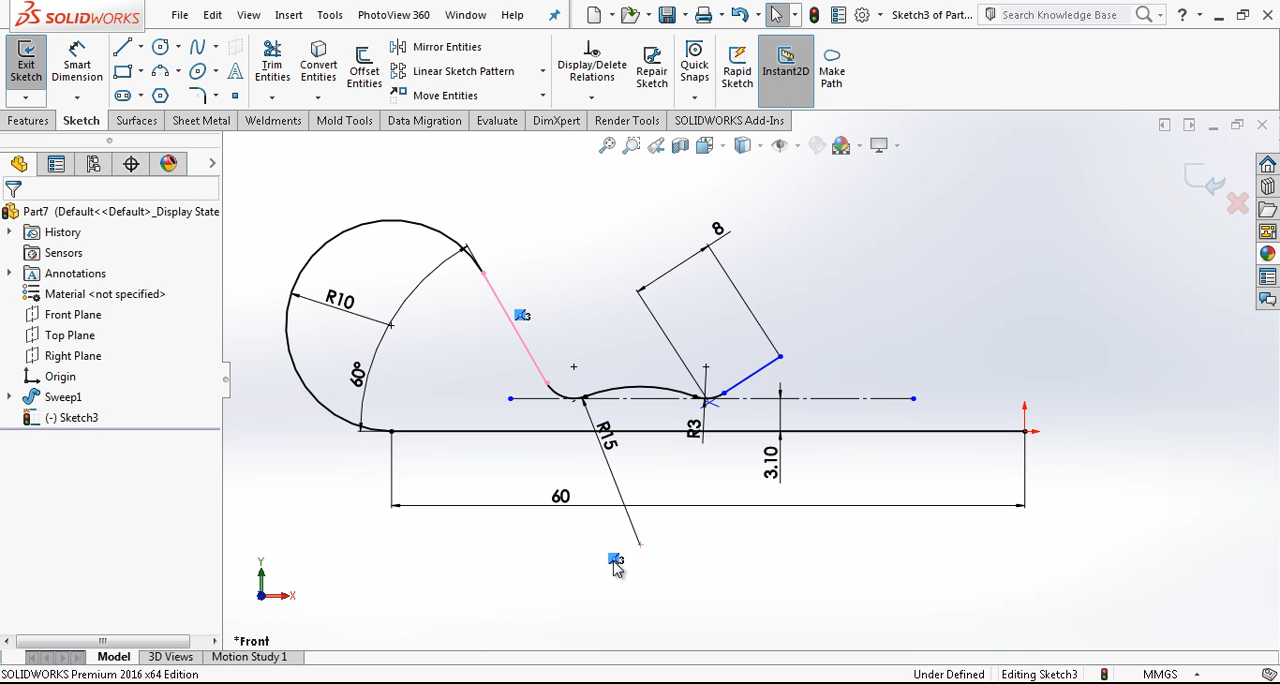 SOLIDWORKS File Edit View Insert Tools PhotoView 360 Window Help Sketch3 of Part... Search Knowledge Base ?
Exit Sketch
Smart Dimension
Trim Entities
Convert Entities
Offset Entities
Mirror Entities
Linear Sketch Pattern
Move Entities
Display/Delete Relations
Repair Sketch
Quick Snaps
Rapid Sketch
Instant2D
Make Path
Features Sketch Surfaces Sheet Metal Weldments Mold Tools Data Migration Evaluate DimXpert Render Tools SOLIDWORKS Add-Ins
Part7 (Default<<Default>_Display State
History
Sensors
Annotations
Material <not specified>
Front Plane
Top Plane
Right Plane
Origin
Sweep1
(-) Sketch3
8
R10
60°
3
R15
R3
3.10
60
3
Y
X
*Front
Model 3D Views Motion Study 1
SOLIDWORKS Premium 2016 x64 Edition Under Defined Editing Sketch3 MMGS